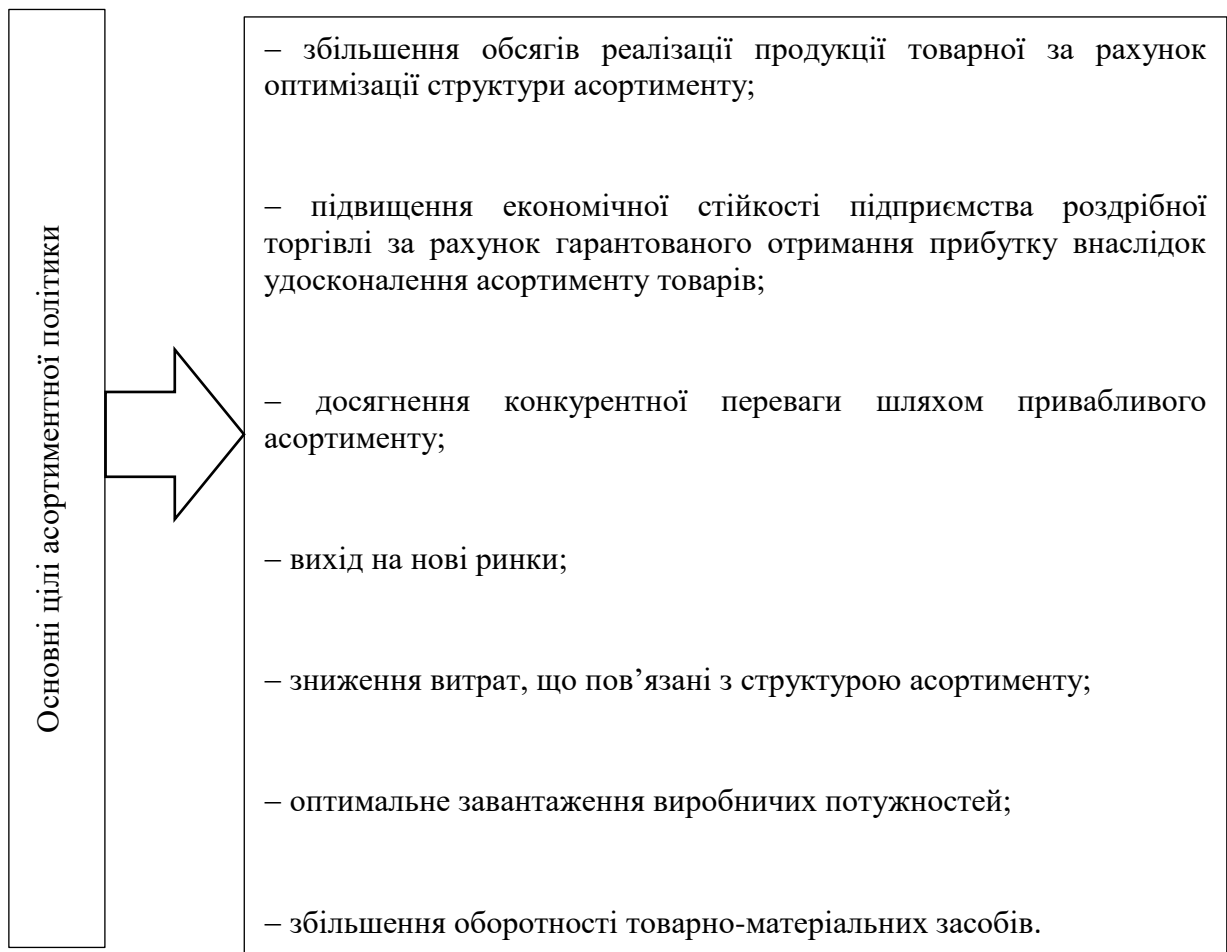 Основні цілі асортиментної політики
– збільшення обсягів реалізації продукції товарної за рахунок
оптимізації структури асортименту;
– підвищення економічної стійкості підприємства роздрібної
торгівлі за рахунок гарантованого отримання прибутку внаслідок
удосконалення асортименту товарів;
– досягнення конкурентної переваги шляхом привабливого
асортименту;
– вихід на нові ринки;
– зниження витрат, що пов’язані з структурою асортименту;
– оптимальне завантаження виробничих потужностей;
– збільшення оборотності товарно-матеріальних засобів.